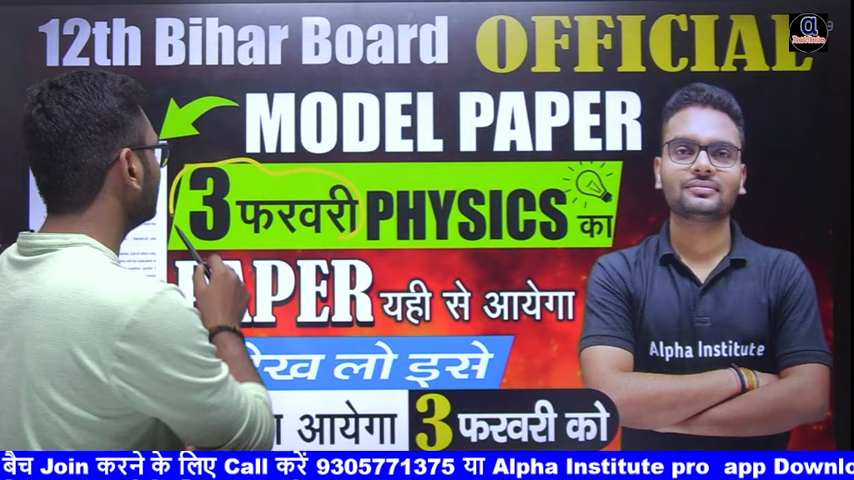 12th Bihar Board OFFICIAL
MODEL PAPER
3 फरवरी PHYSICS का
PAPER यही से आयेगा
लो इसे
आयेगा 3 फरवरी को
Alpha Institute
बैच Join करने के लिए Call करें 9305771375 या Alpha Institute pro app Downlo